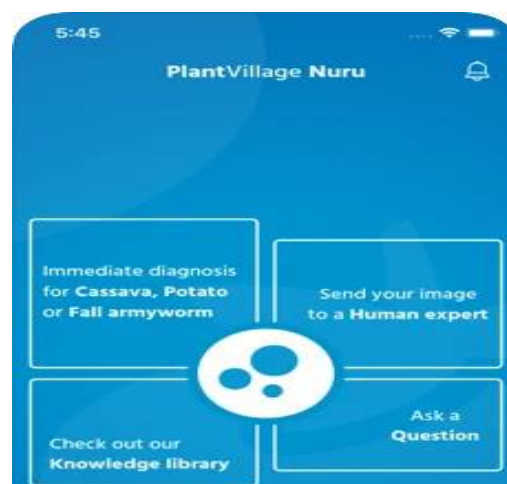 5:45
PlantVillage Nuru
Immediate diagnosis
for Cassava, Potato
or Fall armyworm
Send your image
to a Human expert
Check out our
Knowledge library
Ask a
Question